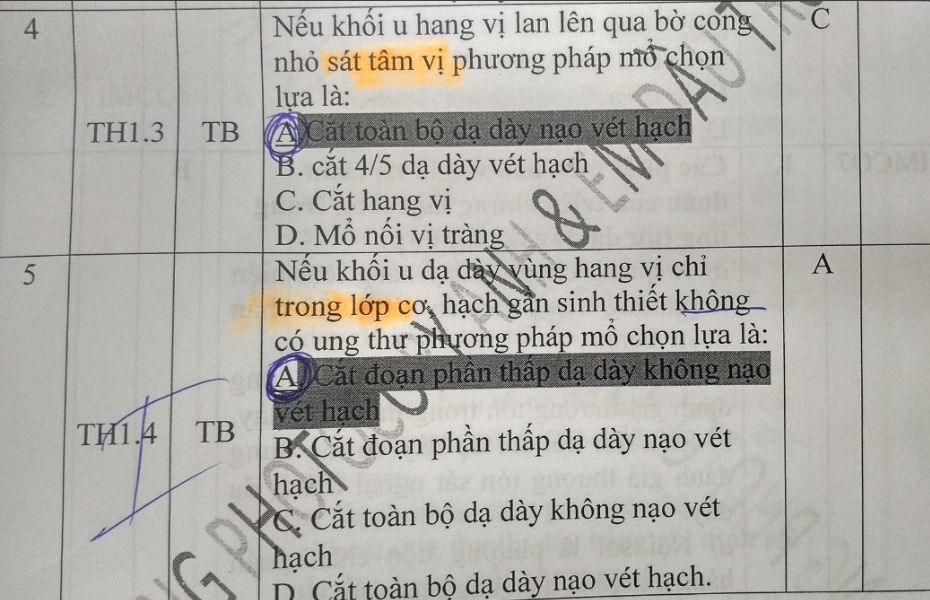 4
Nếu khối u hang vị lan lên qua bờ cong
C
nhỏ sát tâm vị phương pháp mổ chọn
lựa là:
TH1.3
TB
A. Cắt toàn bộ dạ dày nạo vét hạch
B. cắt 4/5 dạ dày vét hạch
C. Cắt hang vị
D. Mổ nối vị tràng
5
Nếu khối u dạ dày vùng hang vị chỉ
A
trong lớp cơ, hạch gần sinh thiết không
có ung thư phương pháp mổ chọn lựa là:
A. Cắt đoạn phần thấp dạ dày không nạo
vét hạch
TH1.4
TB
B. Cắt đoạn phần thấp dạ dày nạo vét
hạch
C. Cắt toàn bộ dạ dày không nạo vét
hạch
D. Cắt toàn bộ dạ dày nạo vét hạch.